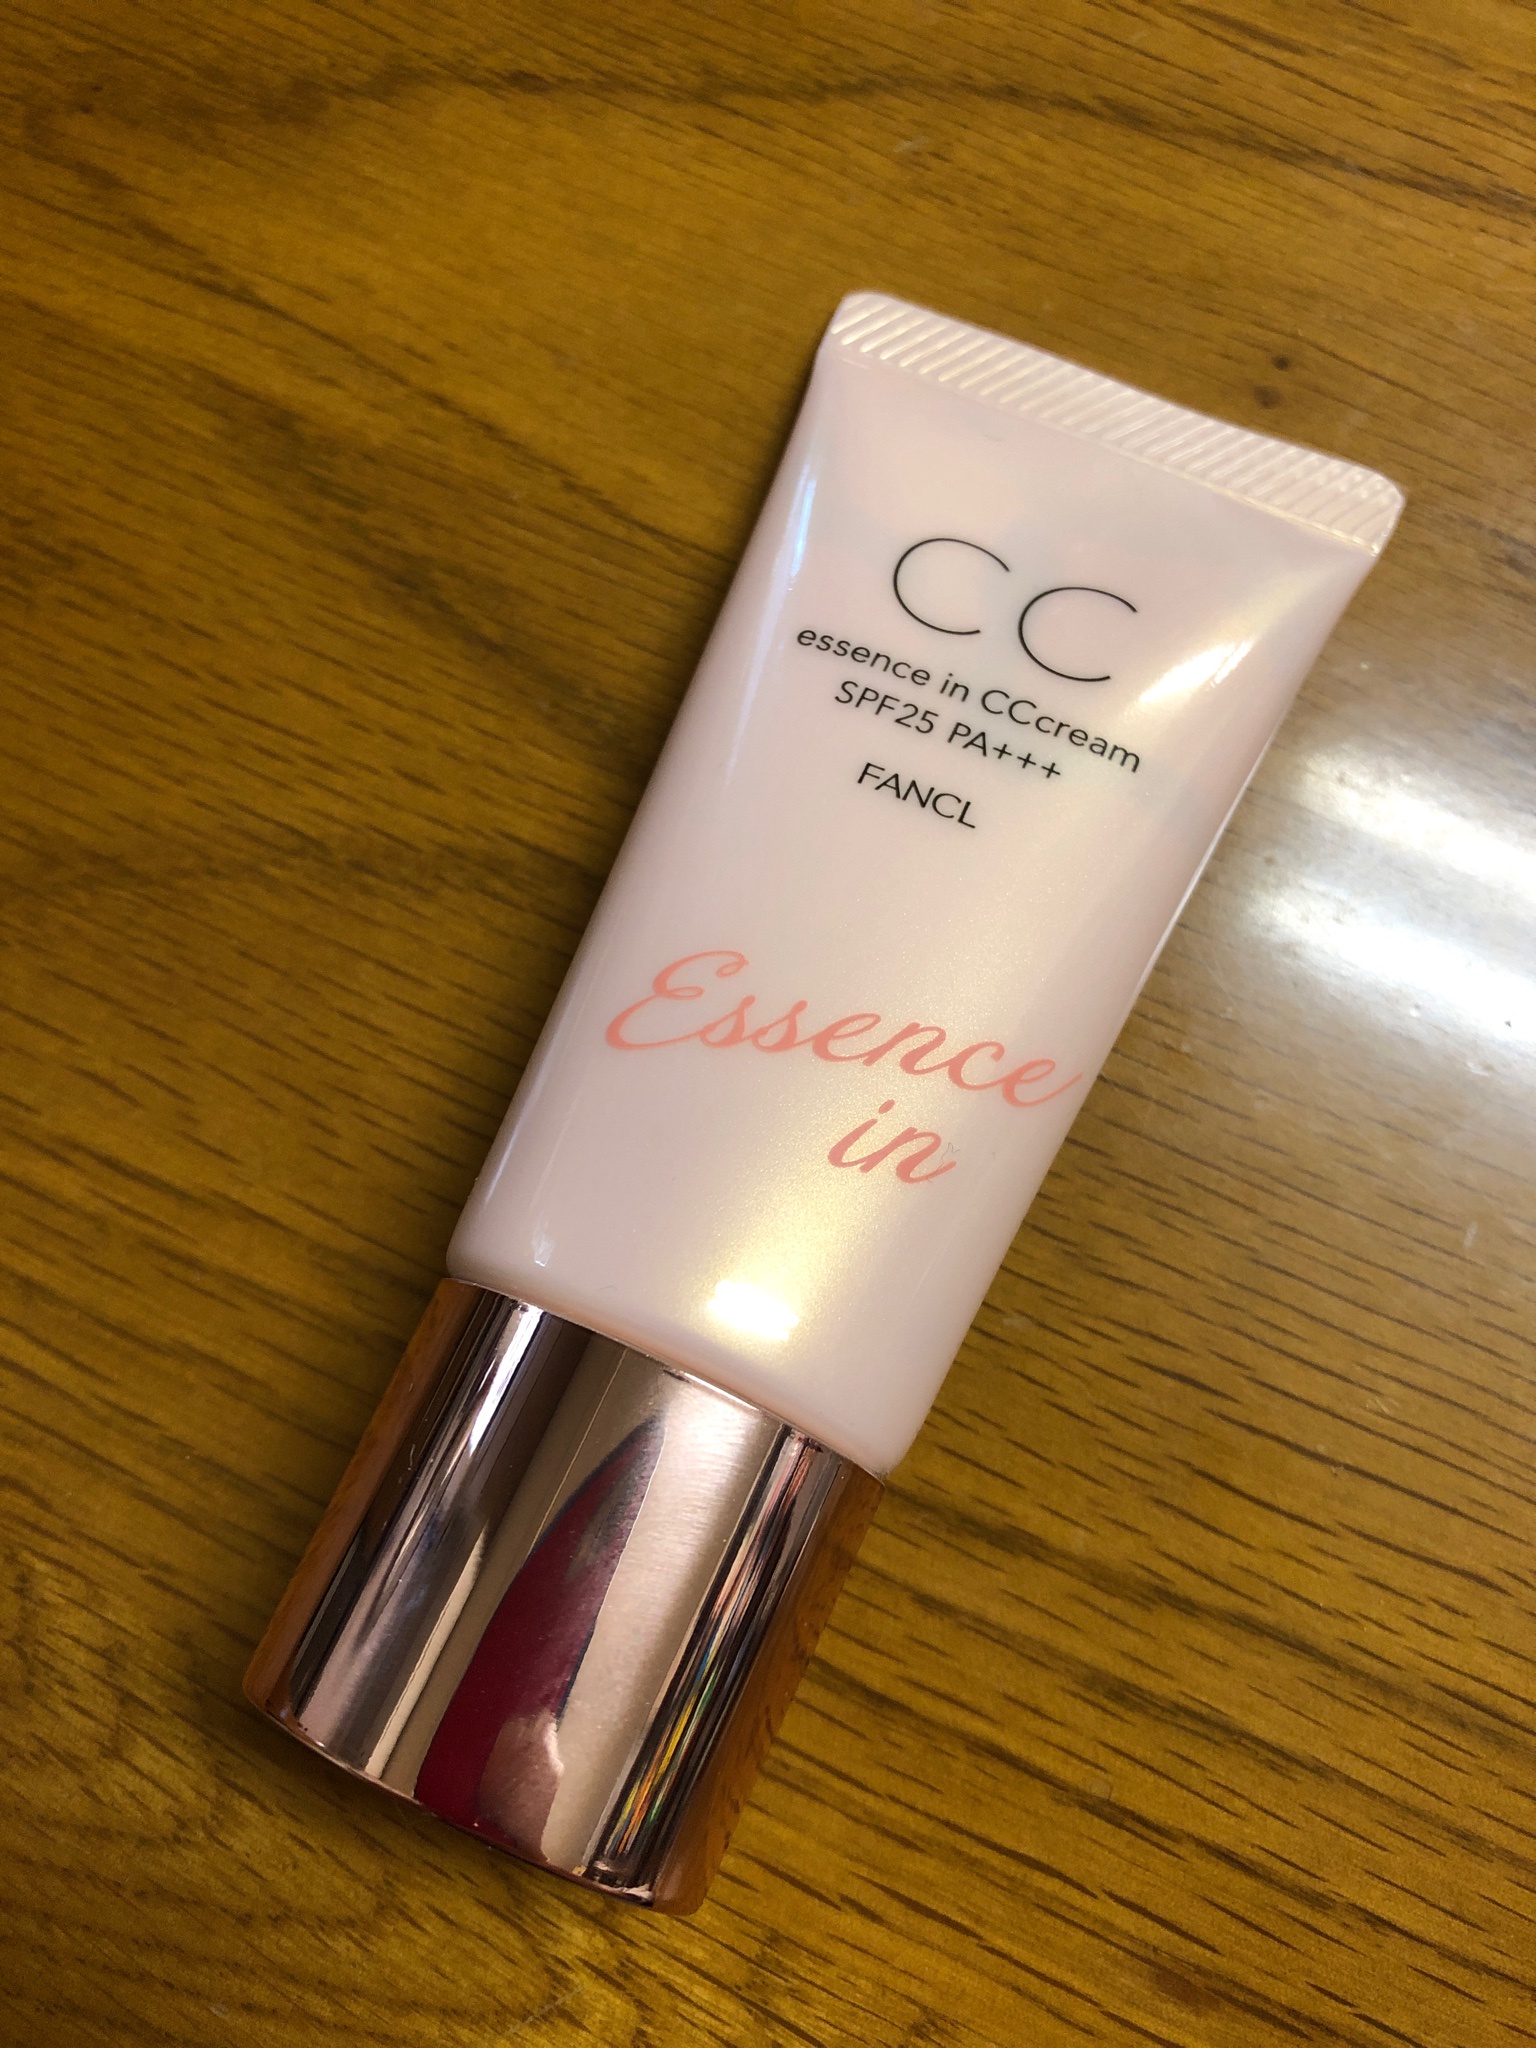 CC
essence in CCcream
SPF25 PA+++
FANCL
Essence
in